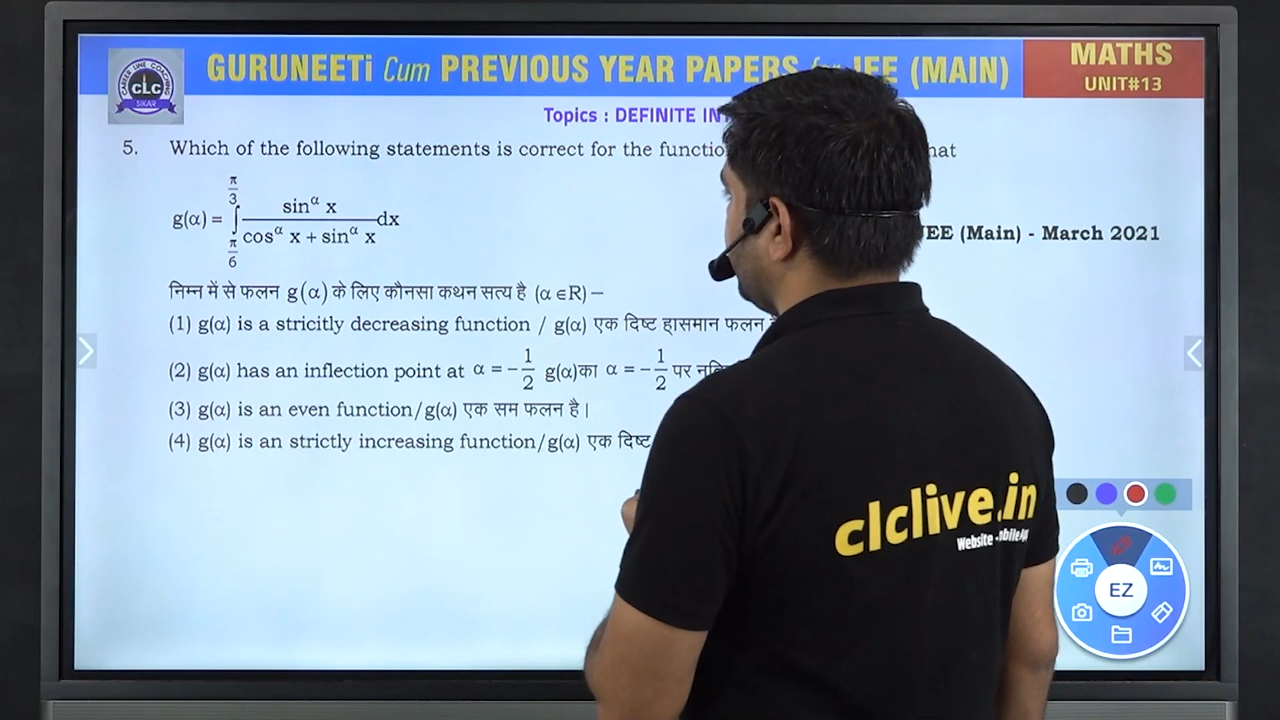 GURUNEETi Cum PREVIOUS YEAR PAPERS for JEE (MAIN)
MATHS
UNIT#13
CAREER LINE COACHING
CLC
SIKAR
Topics : DEFINITE IN
5. Which of the following statements is correct for the functio hat
g(α) = ∫_{π/6}^{π/3} sin^α x / (cos^α x + sin^α x) dx
JEE (Main) - March 2021
निम्न में से फलन g(α) के लिए कौनसा कथन सत्य है (α∈R) –
(1) g(α) is a strictly decreasing function / g(α) एक दिष्ट ह्रासमान फलन
(2) g(α) has an inflection point at α = -1/2 g(α)का α = -1/2 पर
(3) g(α) is an even function/g(α) एक सम फलन है।
(4) g(α) is an strictly increasing function/g(α) एक दिष्ट
clclive.in
Website
EZ